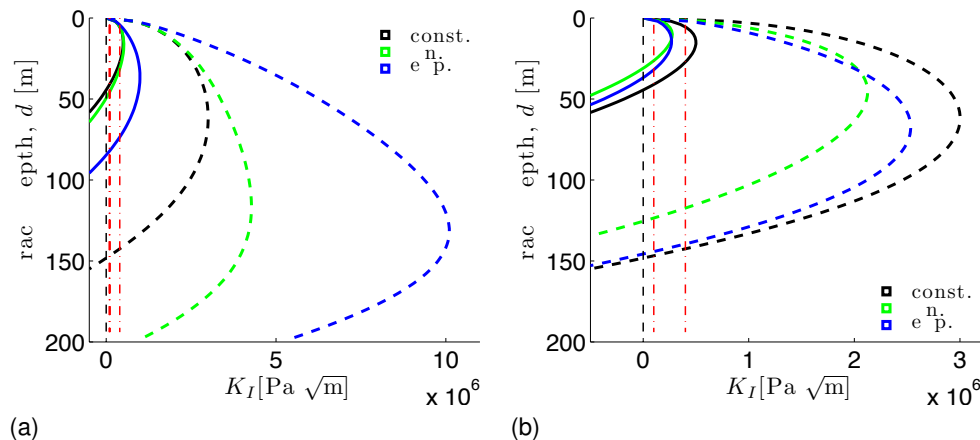 0
50
100
150
200
rac epth, d [m]
const.
n.
e p.
0
5
10
x 10^6
K_I[Pa √m]
(a)
0
50
100
150
200
rac epth, d [m]
const.
n.
e p.
0
1
2
3
x 10^6
K_I[Pa √m]
(b)